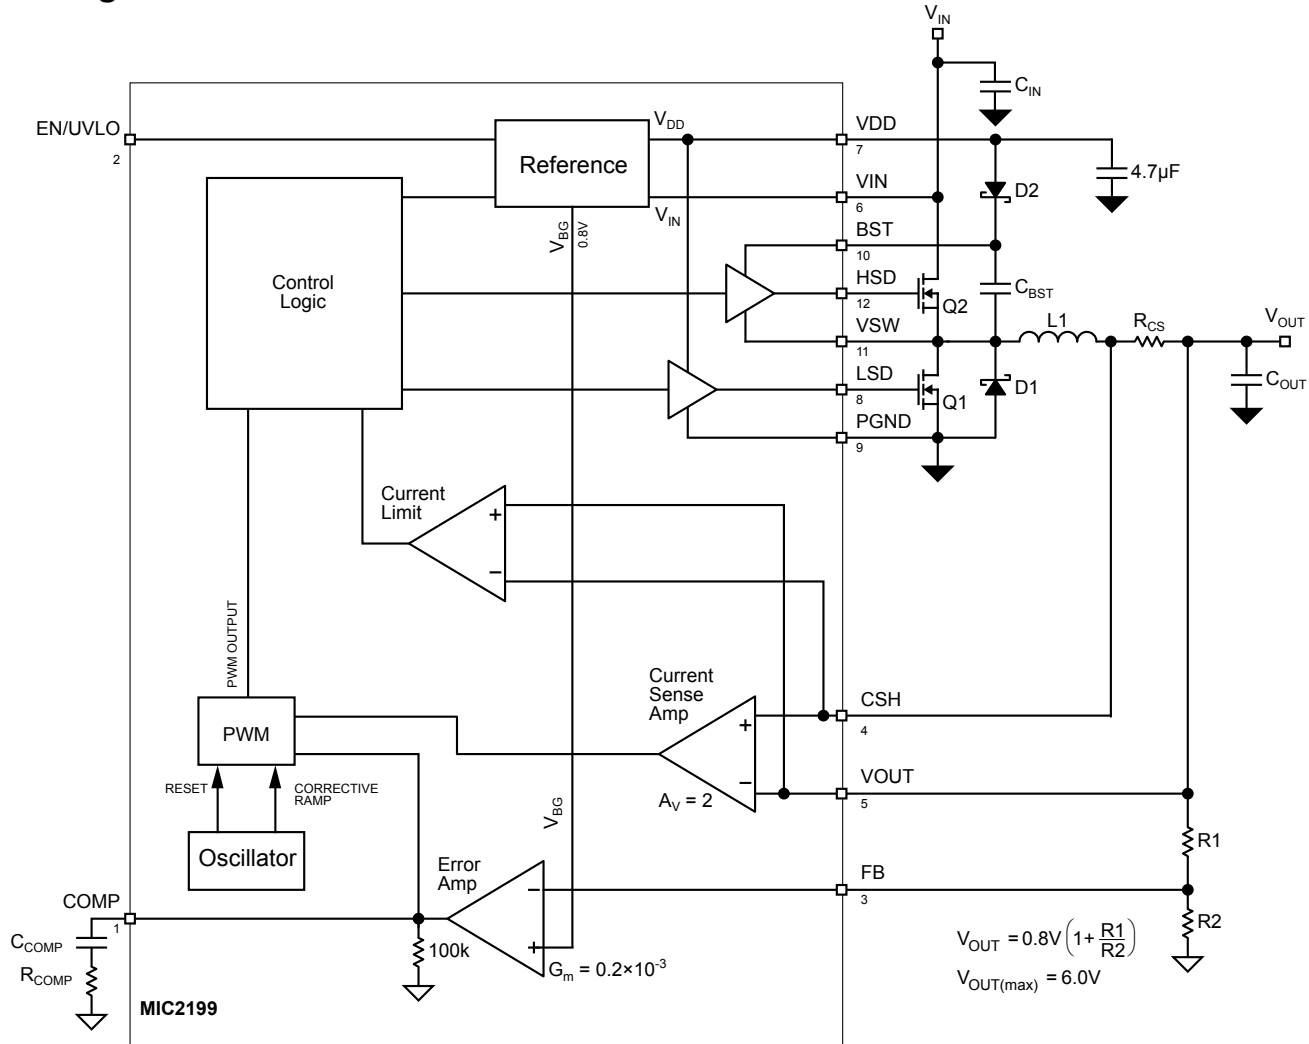 V_IN
C_IN
EN/UVLO
2
V_DD
VDD
7
Reference
4.7µF
D2
VIN
6
V_IN
V_BG
0.8V
BST
10
Control
Logic
HSD
12
Q2
C_BST
VSW
11
L1
R_CS
V_OUT
LSD
8
Q1
D1
C_OUT
PGND
9
Current
Limit
+
−
PWM OUTPUT
Current
Sense
Amp
CSH
4
+
PWM
−
VOUT
5
A_V = 2
RESET
CORRECTIVE
RAMP
V_BG
Oscillator
R1
Error
Amp
FB
3
−
COMP
1
R2
C_COMP
100k
+
G_m = 0.2×10⁻³
V_OUT = 0.8V (1+ R1/R2)
R_COMP
V_OUT(max) = 6.0V
MIC2199